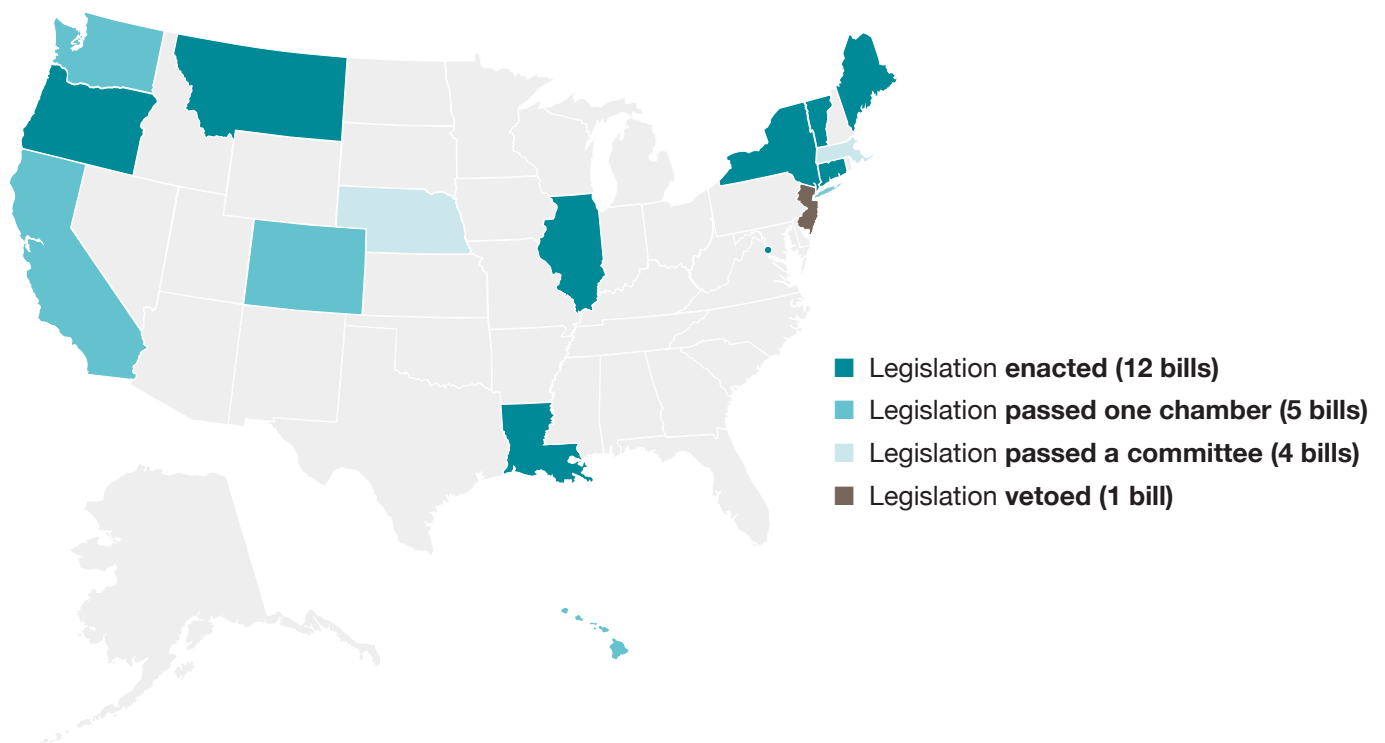 Legislation enacted (12 bills)
Legislation passed one chamber (5 bills)
Legislation passed a committee (4 bills)
Legislation vetoed (1 bill)